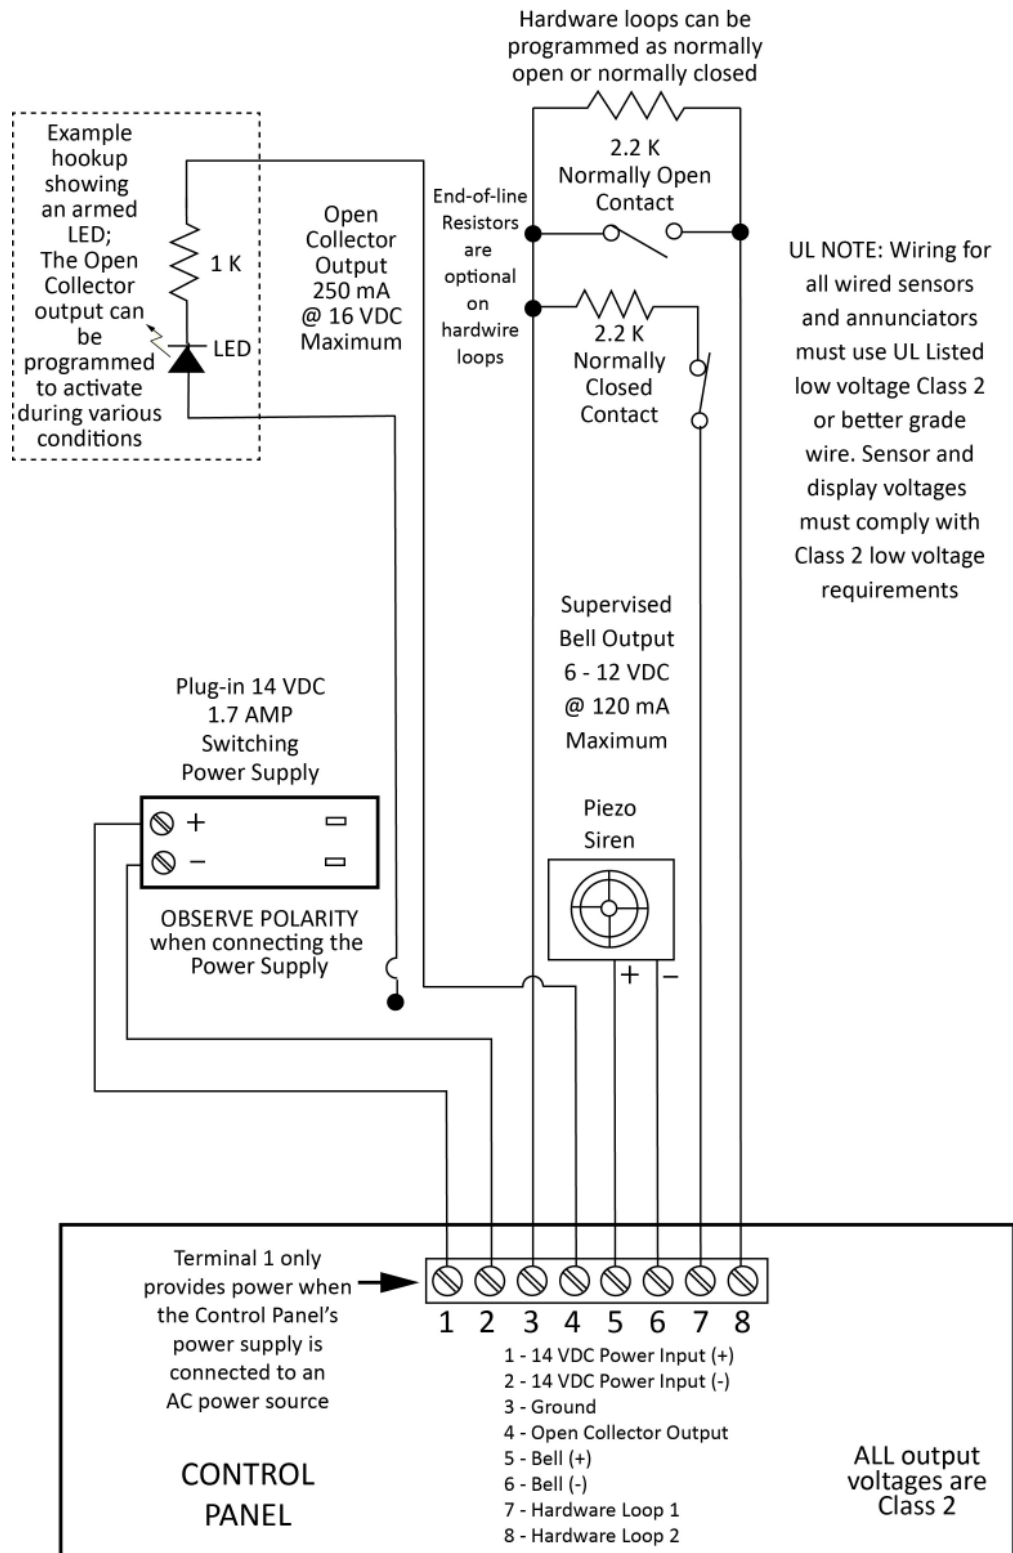 Hardware loops can be
programmed as normally
open or normally closed
Example
hookup
showing
an armed
LED;
The Open
Collector
output can
be
programmed
to activate
during various
conditions
1 K
LED
Open
Collector
Output
250 mA
@ 16 VDC
Maximum
End-of-line
Resistors
are
optional
on
hardwire
loops
2.2 K
Normally Open
Contact
2.2 K
Normally
Closed
Contact
UL NOTE: Wiring for
all wired sensors
and annunciators
must use UL Listed
low voltage Class 2
or better grade
wire. Sensor and
display voltages
must comply with
Class 2 low voltage
requirements
Supervised
Bell Output
6 - 12 VDC
@ 120 mA
Maximum
Plug-in 14 VDC
1.7 AMP
Switching
Power Supply
+
–
OBSERVE POLARITY
when connecting the
Power Supply
Piezo
Siren
+ –
Terminal 1 only
provides power when
the Control Panel's
power supply is
connected to an
AC power source
1 2 3 4 5 6 7 8
1 - 14 VDC Power Input (+)
2 - 14 VDC Power Input (-)
3 - Ground
4 - Open Collector Output
5 - Bell (+)
6 - Bell (-)
7 - Hardware Loop 1
8 - Hardware Loop 2
CONTROL
PANEL
ALL output
voltages are
Class 2